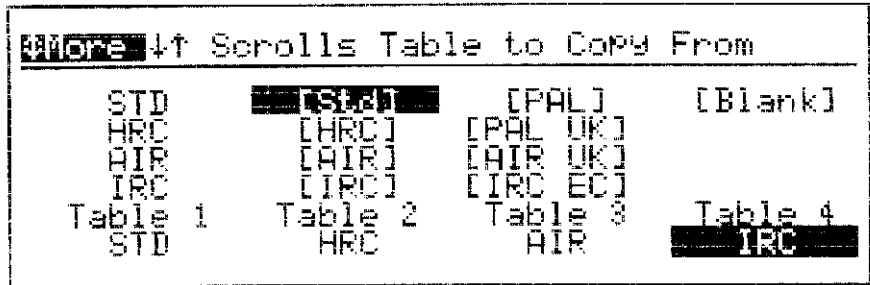 More ↓↑ Scrolls Table to Copy From
STD [Std] [PAL] [Blank]
HRC [HRC] [PAL UK]
AIR [AIR] [AIR UK]
IRC [IRC] [IRC EC]
Table 1 Table 2 Table 3 Table 4
STD HRC AIR IRC